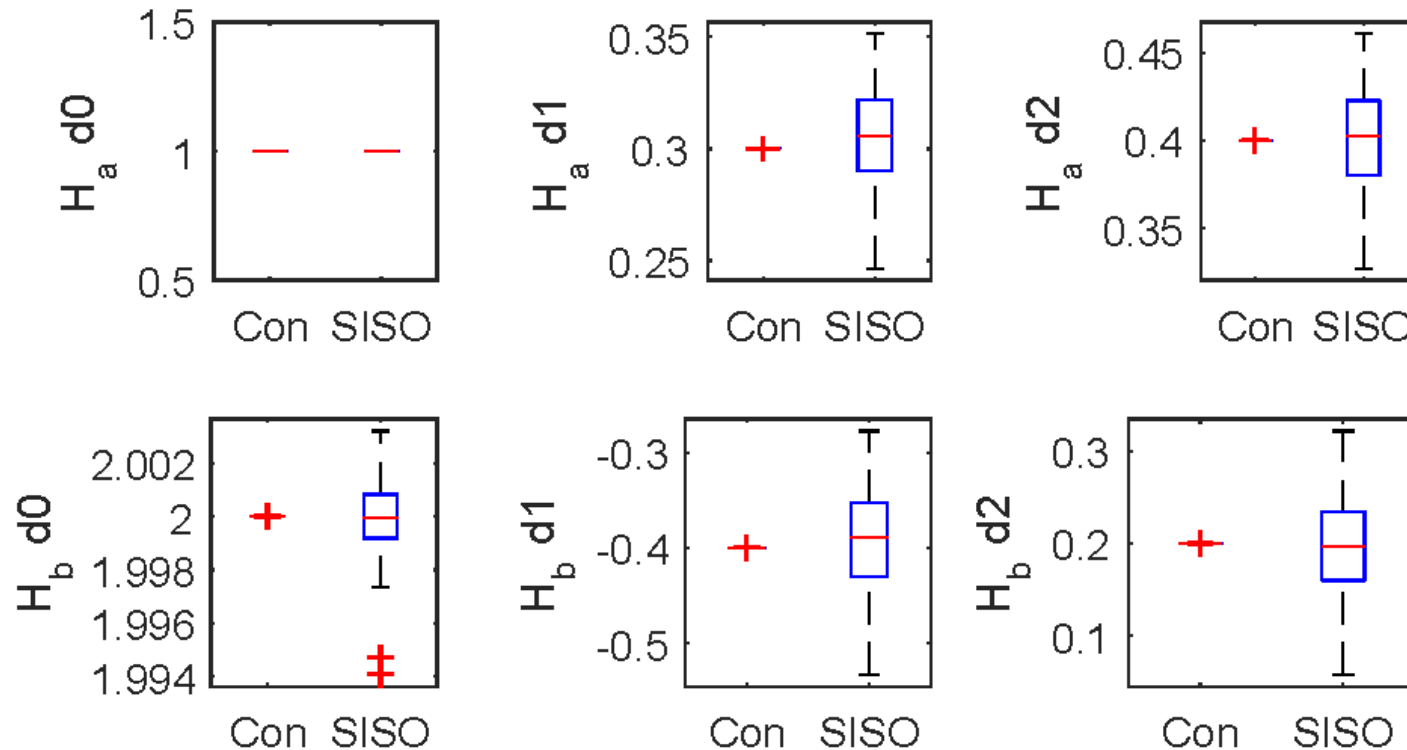 H_a d0
1.5
1
0.5
Con SISO
H_a d1
0.35
0.3
0.25
Con SISO
H_a d2
0.45
0.4
0.35
Con SISO
H_b d0
2.002
2
1.998
1.996
1.994
Con SISO
H_b d1
-0.3
-0.4
-0.5
Con SISO
H_b d2
0.3
0.2
0.1
Con SISO